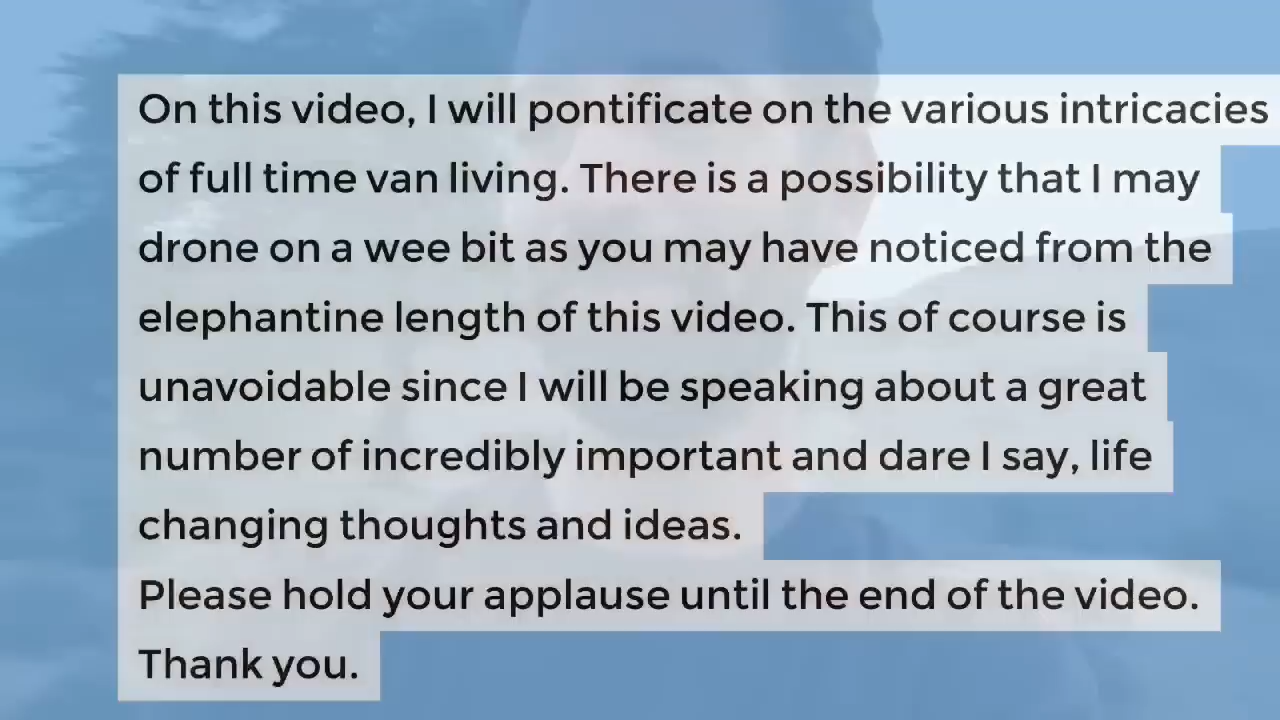 On this video, I will pontificate on the various intricacies
of full time van living. There is a possibility that I may
drone on a wee bit as you may have noticed from the
elephantine length of this video. This of course is
unavoidable since I will be speaking about a great
number of incredibly important and dare I say, life
changing thoughts and ideas.
Please hold your applause until the end of the video.
Thank you.